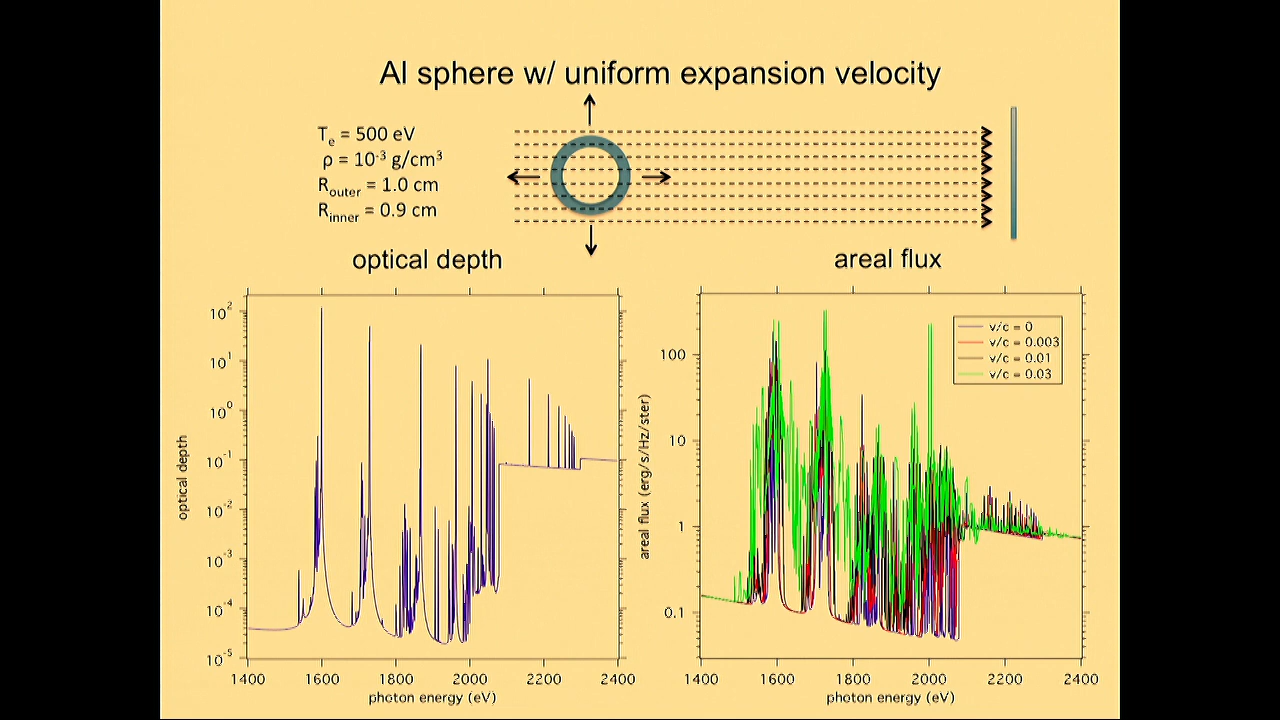 Al sphere w/ uniform expansion velocity
Te = 500 eV
ρ = 10-3 g/cm3
Router = 1.0 cm
Rinner = 0.9 cm
optical depth
areal flux
optical depth
10²
10¹
10⁰
10⁻¹
10⁻²
10⁻³
10⁻⁴
10⁻⁵
1400 1600 1800 2000 2200 2400
photon energy (eV)
areal flux (erg/s/Hz/ster)
100
10
1
0.1
v/c = 0
v/c = 0.003
v/c = 0.01
v/c = 0.03
1400 1600 1800 2000 2200 2400
photon energy (eV)